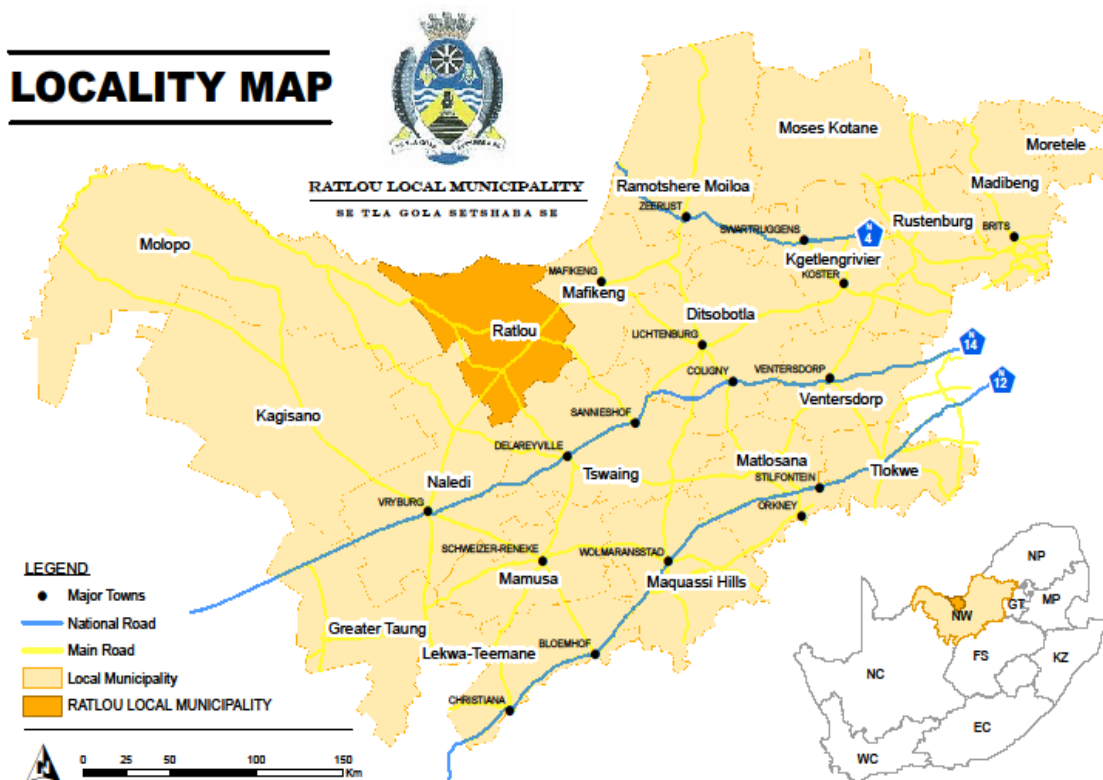 LOCALITY MAP
RATLOU LOCAL MUNICIPALITY
SE TLA GOLA SETSHABA SE
Moses Kotane
Moretele
Ramotshere Moiloa
Madibeng
ZEERUST
Rustenburg
SWARTRUGGENS
N
4
BRITS
Molopo
Kgetlengrivier
MAFIKENG
KOSTER
Mafikeng
Ditsobotla
Ratlou
LICHTENBURG
N
14
COLIGNY
VENTERSDORP
N
12
Ventersdorp
Kagisano
SANNIESHOF
DELAREYVILLE
Matlosana
Tswaing
Tlokwe
STILFONTEIN
Naledi
VRYBURG
ORKNEY
SCHWEIZER-RENEKE
WOLMARANSSTAD
Mamusa
Maquassi Hills
Greater Taung
Lekwa-Teemane
BLOEMHOF
CHRISTIANA
LEGEND
Major Towns
National Road
Main Road
Local Municipality
RATLOU LOCAL MUNICIPALITY
N
0 50 100 150
Km
NP
GT
MP
NW
FS
KZ
NC
EC
WC